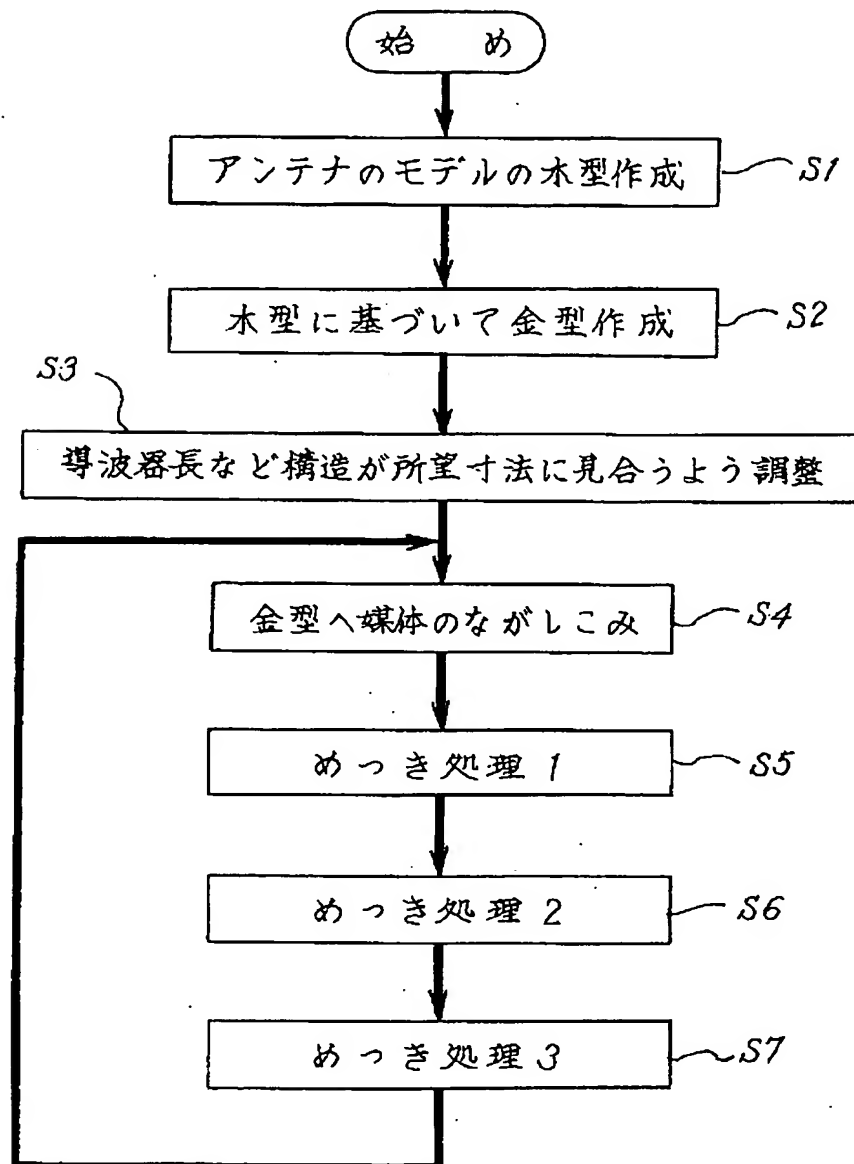 始 め
アンテナのモデルの木型作成 S1
木型に基づいて金型作成 S2
S3
導波器長など構造が所望寸法に見合うよう調整
金型へ媒体のながしこみ S4
めっき処理1 S5
めっき処理2 S6
めっき処理3 S7